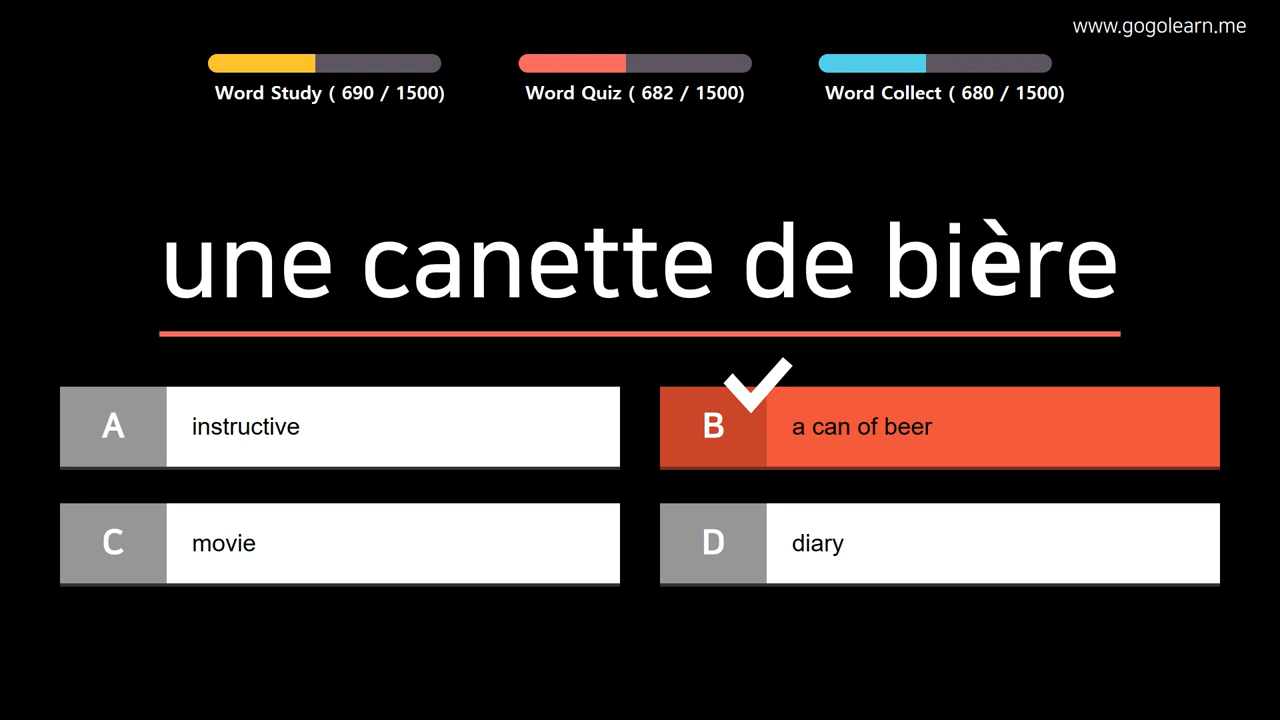 www.gogolearn.me
Word Study ( 690 / 1500)
Word Quiz ( 682 / 1500)
Word Collect ( 680 / 1500)
une canette de bière
A instructive
B a can of beer
C movie
D diary